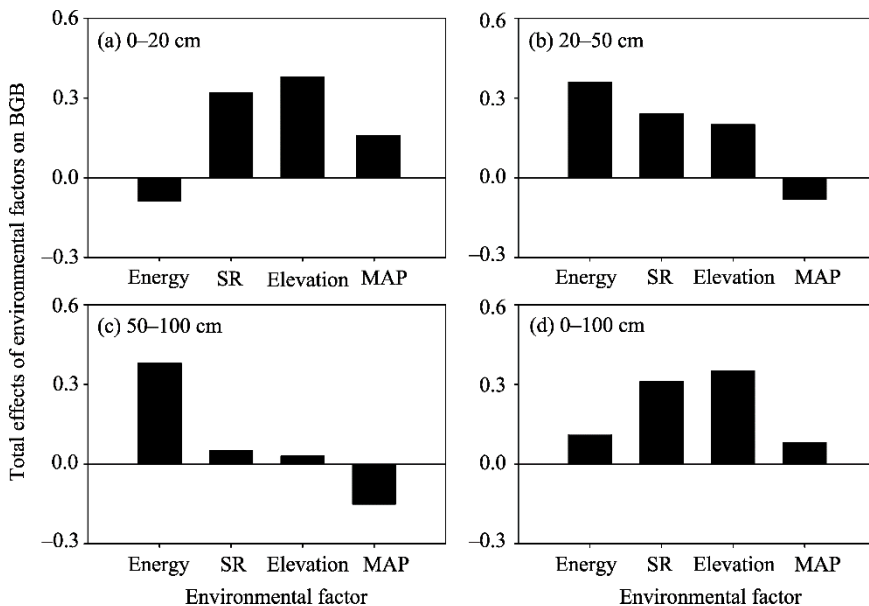 Total effects of environmental factors on BGB
(a) 0–20 cm
0.6
0.3
0.0
–0.3
Energy SR Elevation MAP
(b) 20–50 cm
0.6
0.3
0.0
–0.3
Energy SR Elevation MAP
(c) 50–100 cm
0.6
0.3
0.0
–0.3
Energy SR Elevation MAP
Environmental factor
(d) 0–100 cm
0.6
0.3
0.0
–0.3
Energy SR Elevation MAP
Environmental factor